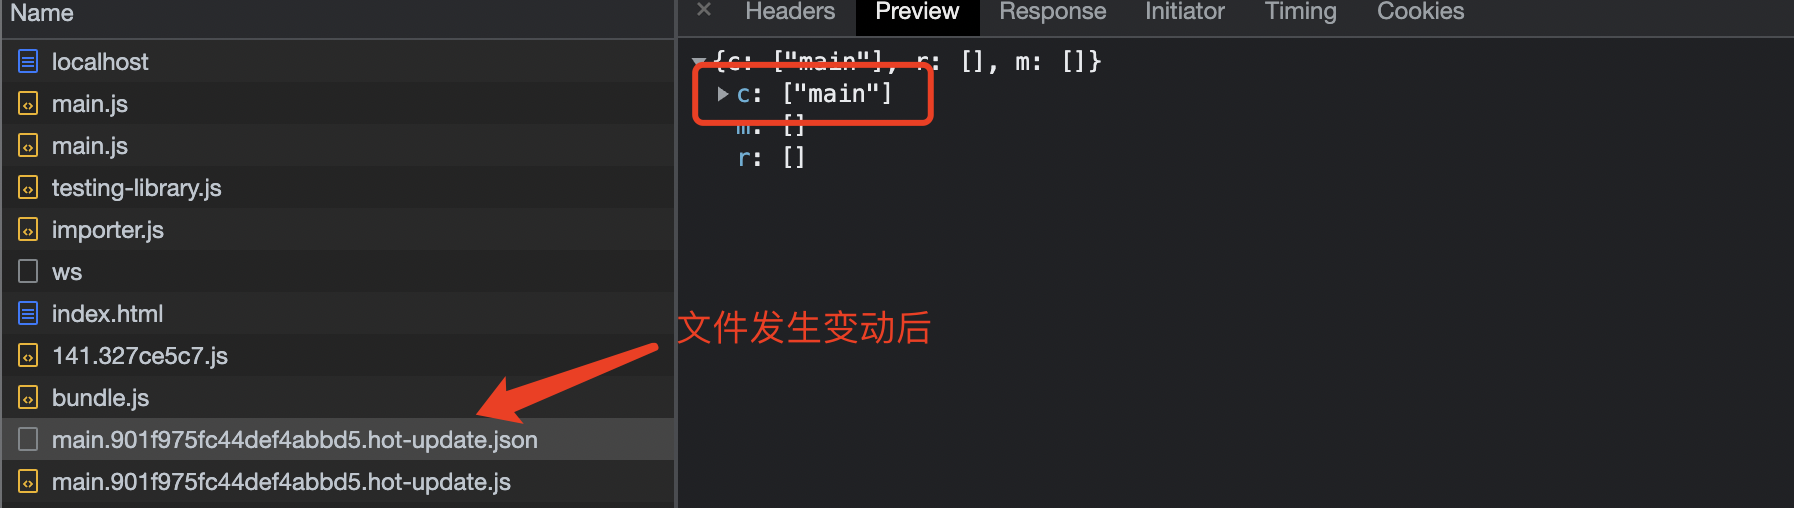 Name
localhost
main.js
main.js
testing-library.js
importer.js
ws
index.html
141.327ce5c7.js
bundle.js
main.901f975fc44def4abbd5.hot-update.json
main.901f975fc44def4abbd5.hot-update.js
× Headers Preview Response Initiator Timing Cookies
▼{c: ["main"], r: [], m: []}
▶c: ["main"]
m: []
r: []
文件发生变动后